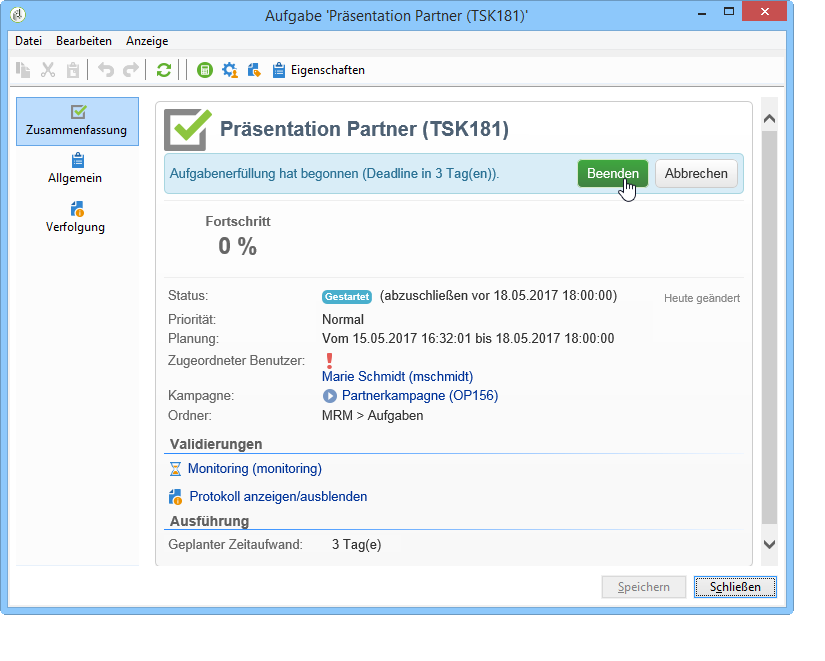 Aufgabe 'Präsentation Partner (TSK181)'
Datei Bearbeiten Anzeige
Eigenschaften
Zusammenfassung
Allgemein
Verfolgung
Präsentation Partner (TSK181)
Aufgabenerfüllung hat begonnen (Deadline in 3 Tag(en)). Beenden Abbrechen
Fortschritt
0 %
Status: Gestartet (abzuschließen vor 18.05.2017 18:00:00) Heute geändert
Priorität: Normal
Planung: Vom 15.05.2017 16:32:01 bis 18.05.2017 18:00:00
Zugeordneter Benutzer:
Marie Schmidt (mschmidt)
Kampagne: Partnerkampagne (OP156)
Ordner: MRM > Aufgaben
Validierungen
Monitoring (monitoring)
Protokoll anzeigen/ausblenden
Ausführung
Geplanter Zeitaufwand: 3 Tag(e)
Speichern Schließen